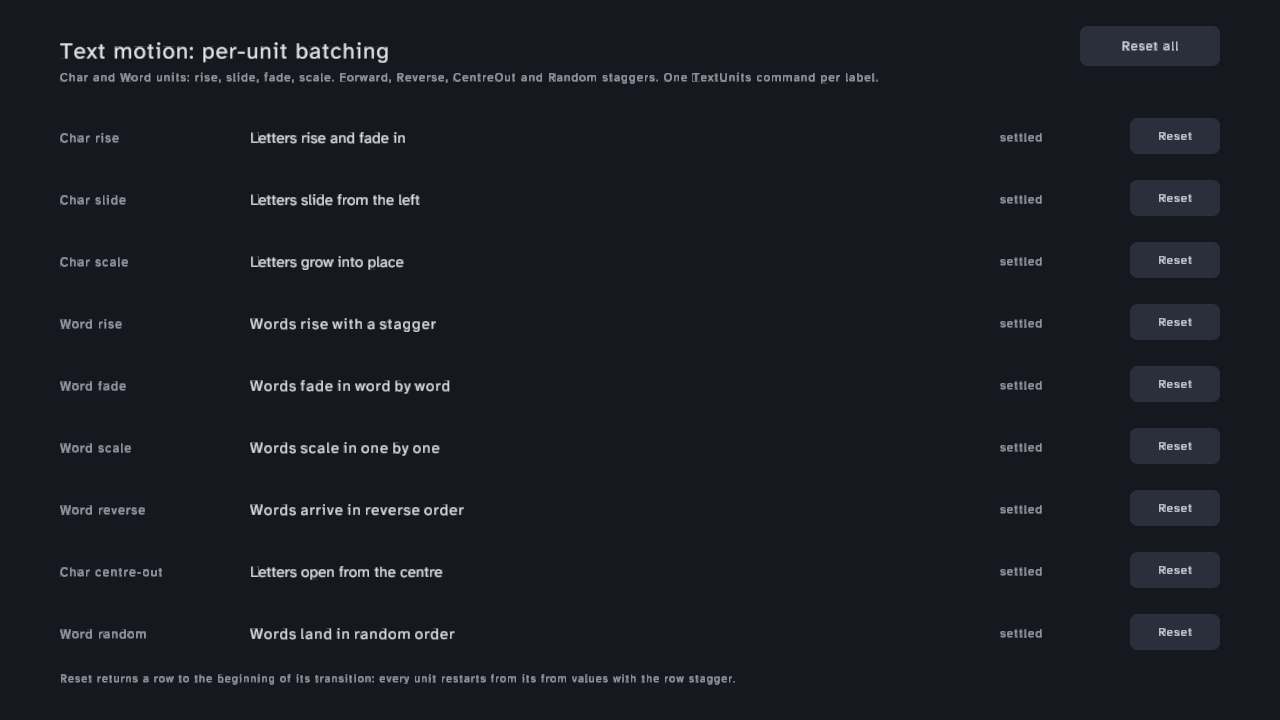 Text motion: per-unit batching
Reset all
Char and Word units: rise, slide, fade, scale. Forward, Reverse, CentreOut and Random staggers. One TextUnits command per label.
Char rise Letters rise and fade in settled Reset
Char slide Letters slide from the left settled Reset
Char scale Letters grow into place settled Reset
Word rise Words rise with a stagger settled Reset
Word fade Words fade in word by word settled Reset
Word scale Words scale in one by one settled Reset
Word reverse Words arrive in reverse order settled Reset
Char centre-out Letters open from the centre settled Reset
Word random Words land in random order settled Reset
Reset returns a row to the beginning of its transition: every unit restarts from its from values with the row stagger.